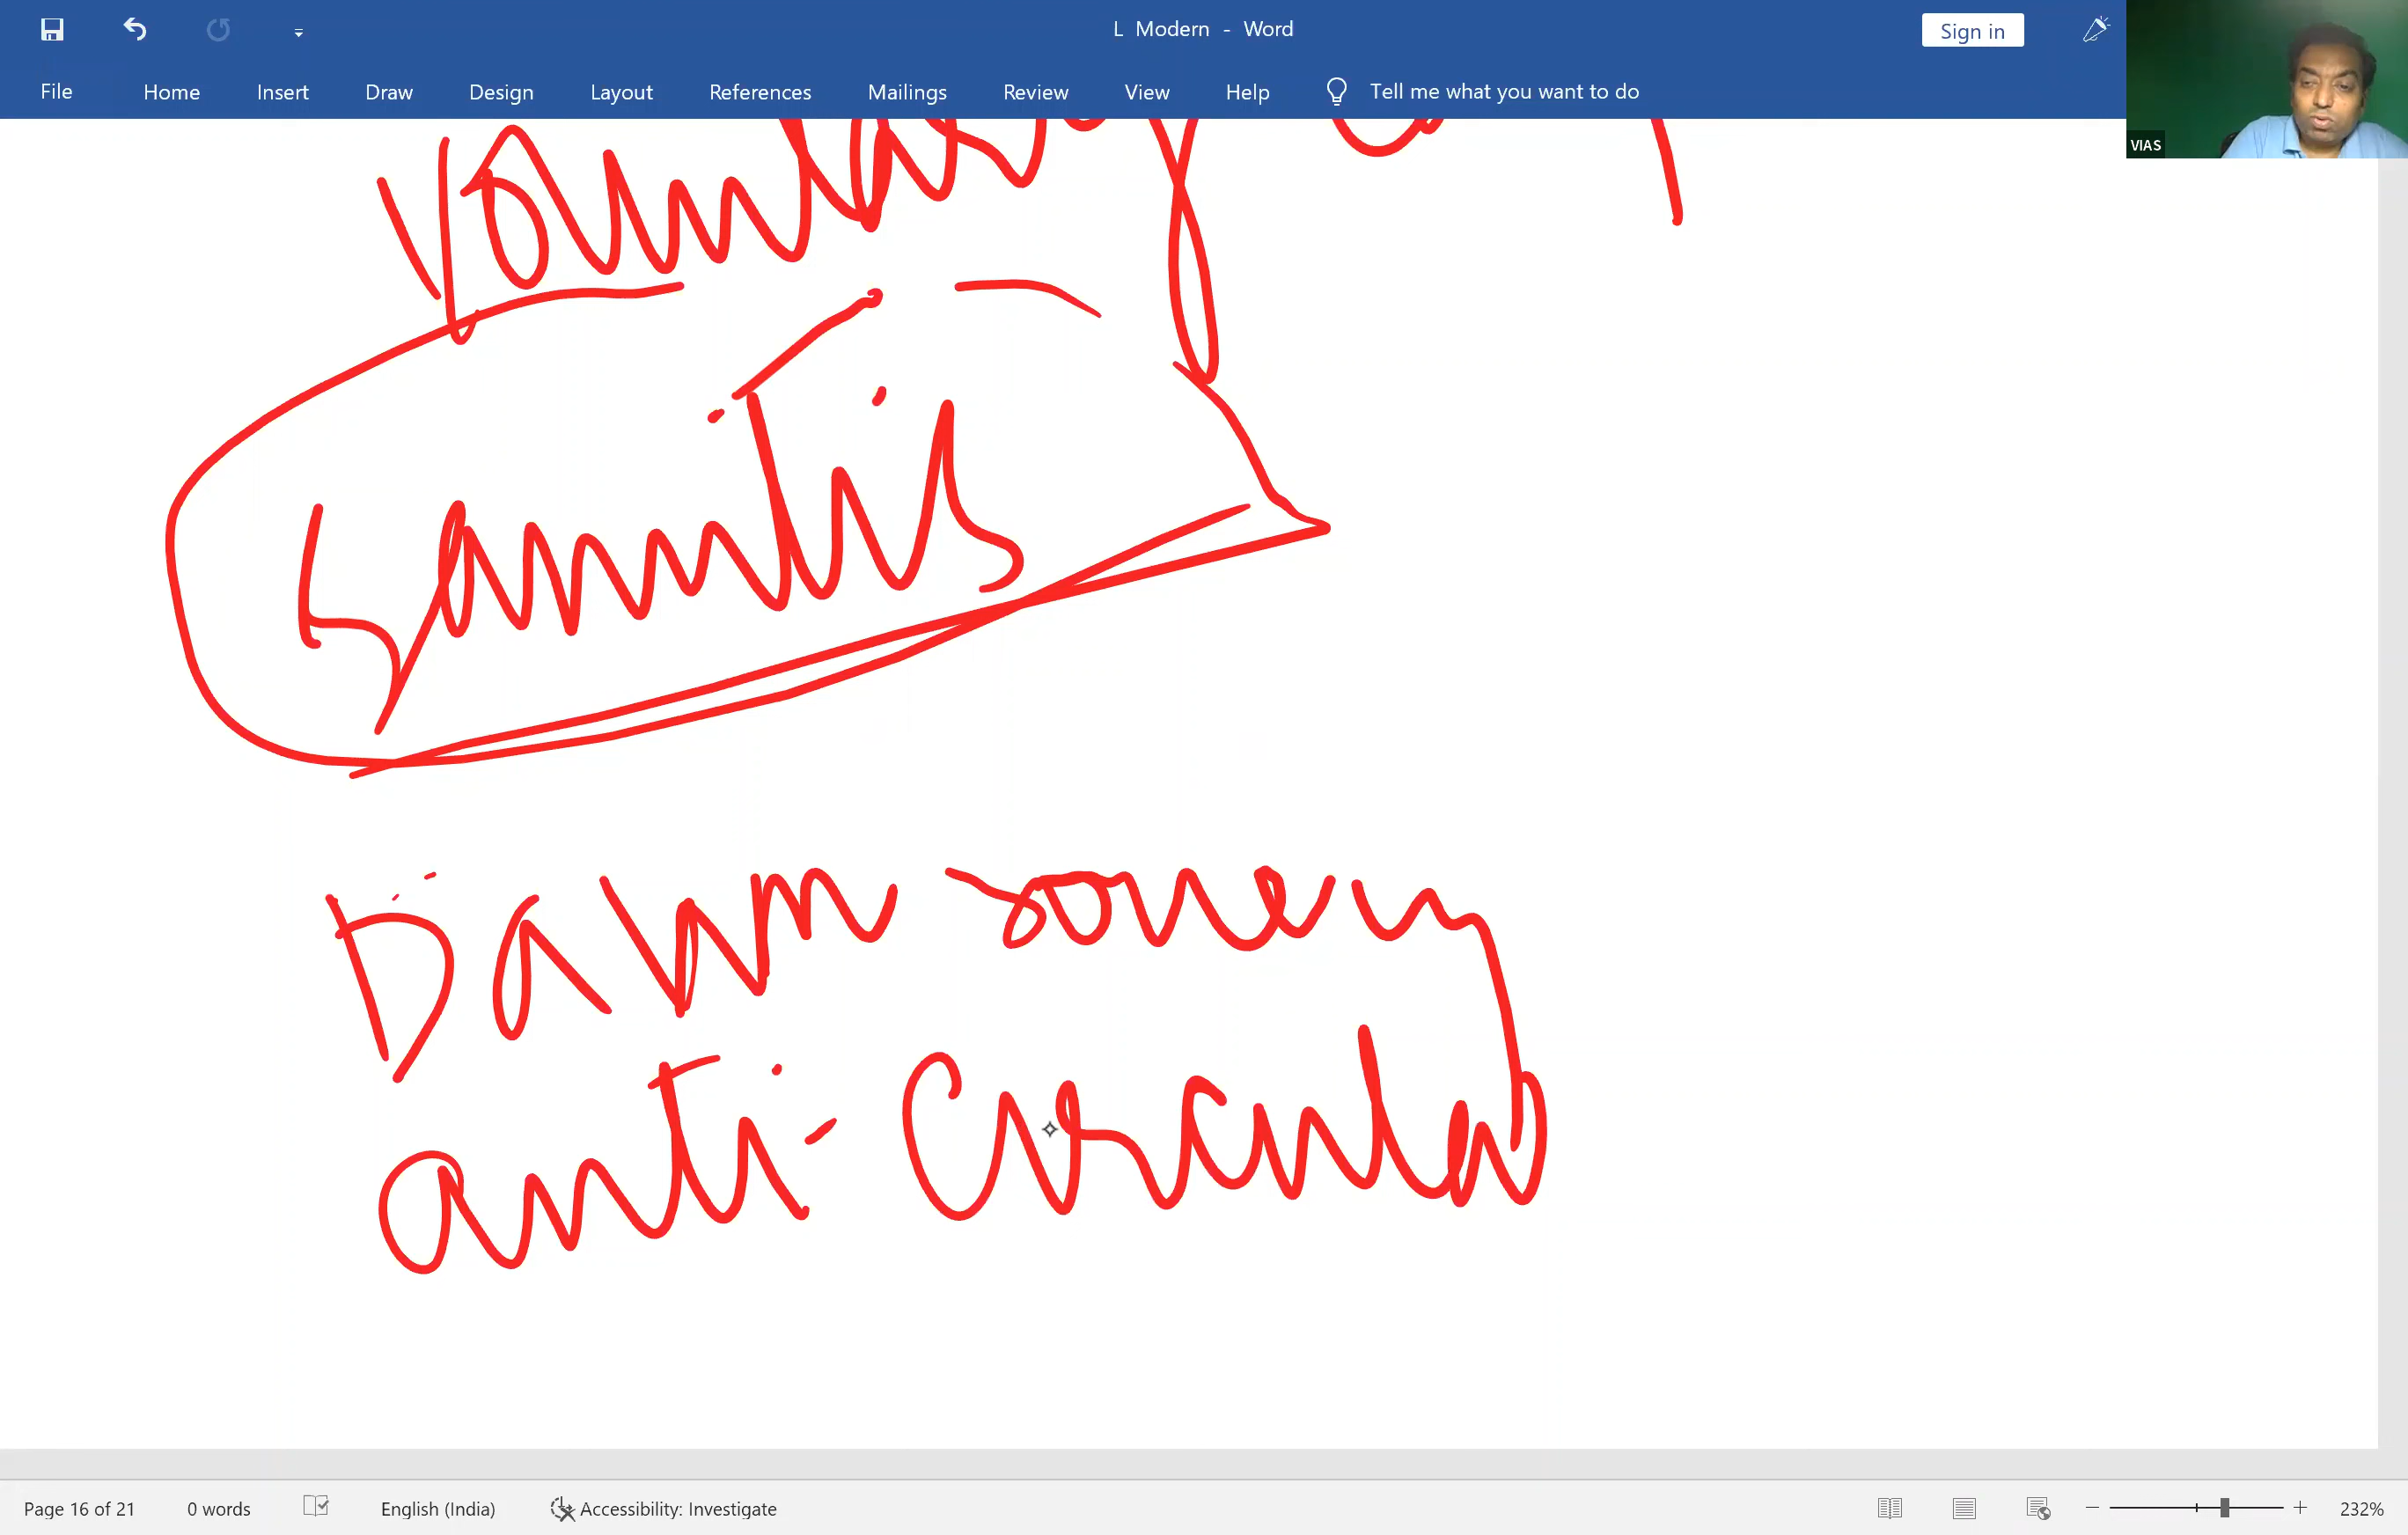 L Modern - Word
Sign in
File Home Insert Draw Design Layout References Mailings Review View Help Tell me what you want to do
VIAS
Samitis
Dawn society
anti-Circular
Page 16 of 21 0 words English (India) Accessibility: Investigate 232%